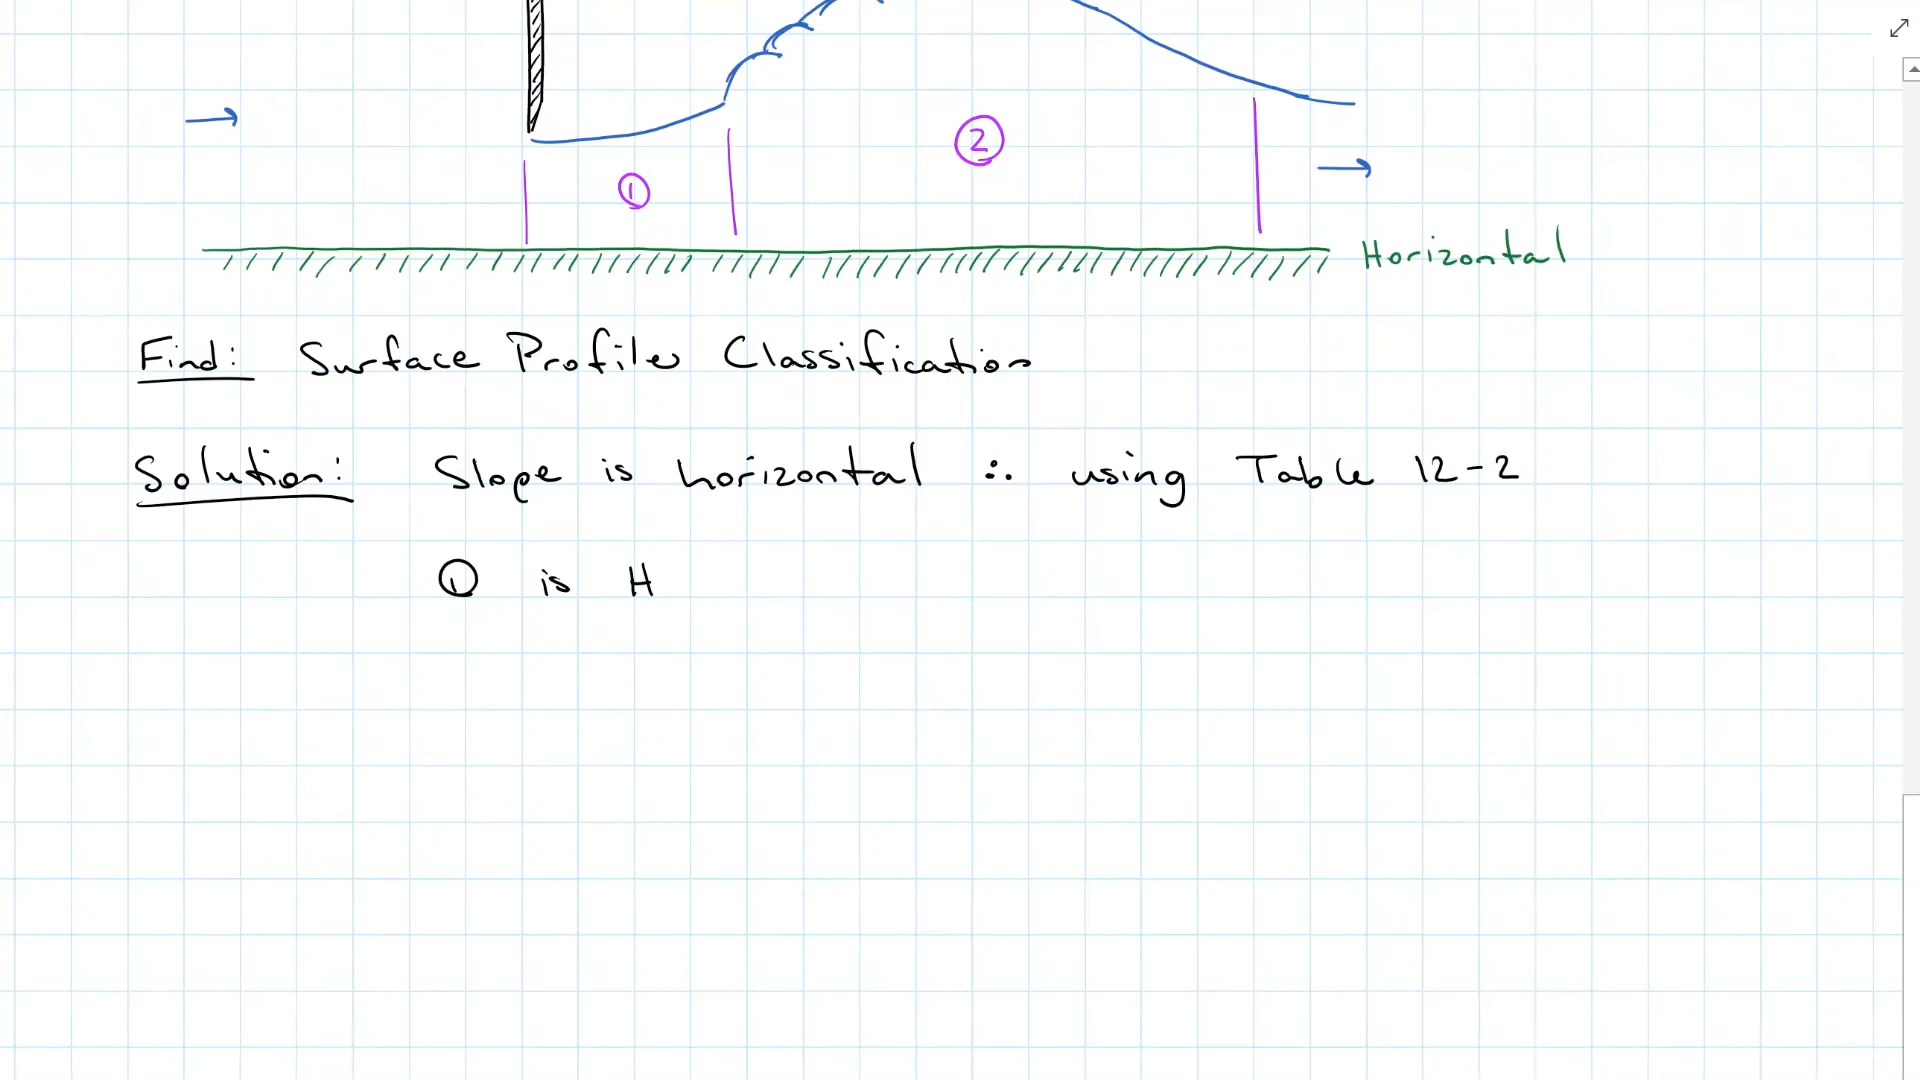 ②
①
Horizontal
Find: Surface Profile Classification
Solution: Slope is horizontal ∴ using Table 12-2
① is H